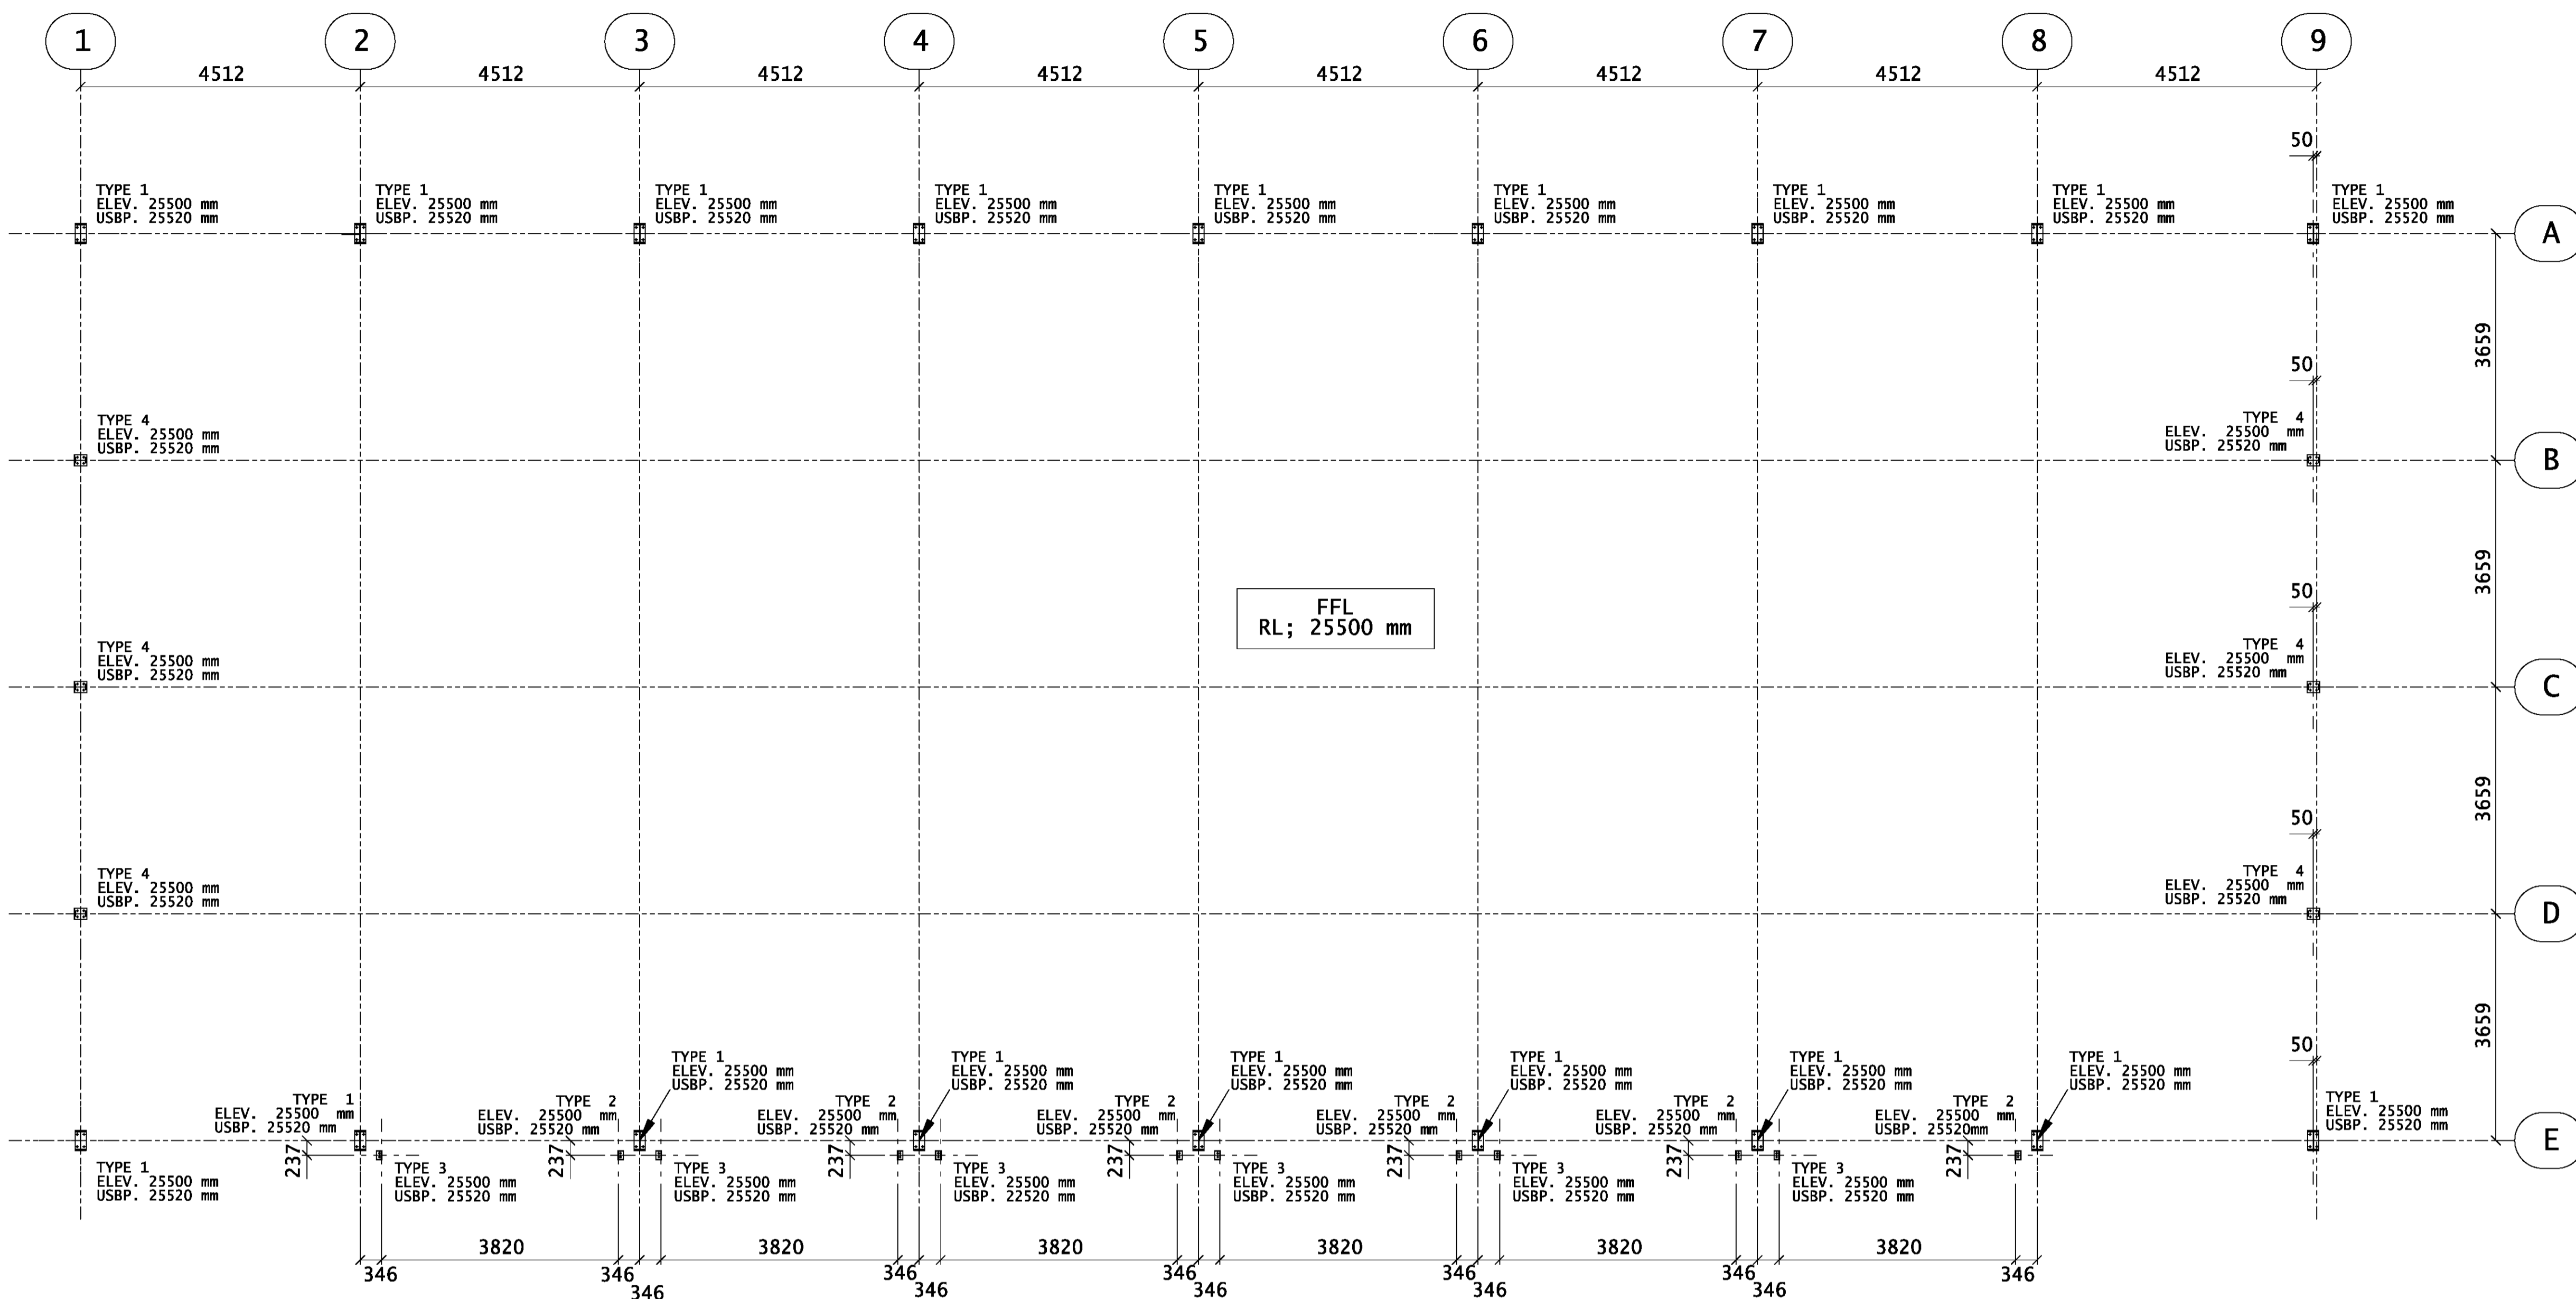 1 2 3 4 5 6 7 8 9
4512 4512 4512 4512 4512 4512 4512 4512
50
TYPE 1 TYPE 1 TYPE 1 TYPE 1 TYPE 1 TYPE 1 TYPE 1 TYPE 1 TYPE 1
ELEV. 25500 mm ELEV. 25500 mm ELEV. 25500 mm ELEV. 25500 mm ELEV. 25500 mm ELEV. 25500 mm ELEV. 25500 mm ELEV. 25500 mm ELEV. 25500 mm
USBP. 25520 mm USBP. 25520 mm USBP. 25520 mm USBP. 25520 mm USBP. 25520 mm USBP. 25520 mm USBP. 25520 mm USBP. 25520 mm USBP. 25520 mm
A
3659
50
TYPE 4 TYPE 4
ELEV. 25500 mm ELEV. 25500 mm
USBP. 25520 mm USBP. 25520 mm
B
3659
50
FFL
RL; 25500 mm
TYPE 4 TYPE 4
ELEV. 25500 mm ELEV. 25500 mm
USBP. 25520 mm USBP. 25520 mm
C
3659
50
TYPE 4 TYPE 4
ELEV. 25500 mm ELEV. 25500 mm
USBP. 25520 mm USBP. 25520 mm
D
3659
50
TYPE 1 TYPE 1 TYPE 1 TYPE 1 TYPE 1 TYPE 1
ELEV. 25500 mm ELEV. 25500 mm ELEV. 25500 mm ELEV. 25500 mm ELEV. 25500 mm ELEV. 25500 mm
USBP. 25520 mm USBP. 25520 mm USBP. 25520 mm USBP. 25520 mm USBP. 25520 mm USBP. 25520 mm
TYPE 1 TYPE 2 TYPE 2 TYPE 2 TYPE 2 TYPE 2 TYPE 2 TYPE 1
ELEV. 25500 mm ELEV. 25500 mm ELEV. 25500 mm ELEV. 25500 mm ELEV. 25500 mm ELEV. 25500 mm ELEV. 25500 mm ELEV. 25500 mm
USBP. 25520 mm USBP. 25520 mm USBP. 25520 mm USBP. 25520 mm USBP. 25520 mm USBP. 25520 mm USBP. 25520mm USBP. 25520 mm
E
237 237 237 237 237 237 237
TYPE 1 TYPE 3 TYPE 3 TYPE 3 TYPE 3 TYPE 3 TYPE 3
ELEV. 25500 mm ELEV. 25500 mm ELEV. 25500 mm ELEV. 25500 mm ELEV. 25500 mm ELEV. 25500 mm ELEV. 25500 mm
USBP. 25520 mm USBP. 25520 mm USBP. 25520 mm USBP. 22520 mm USBP. 25520 mm USBP. 25520 mm USBP. 25520 mm
3820 3820 3820 3820 3820 3820
346 346 346 346 346 346 346
346 346 346 346 346